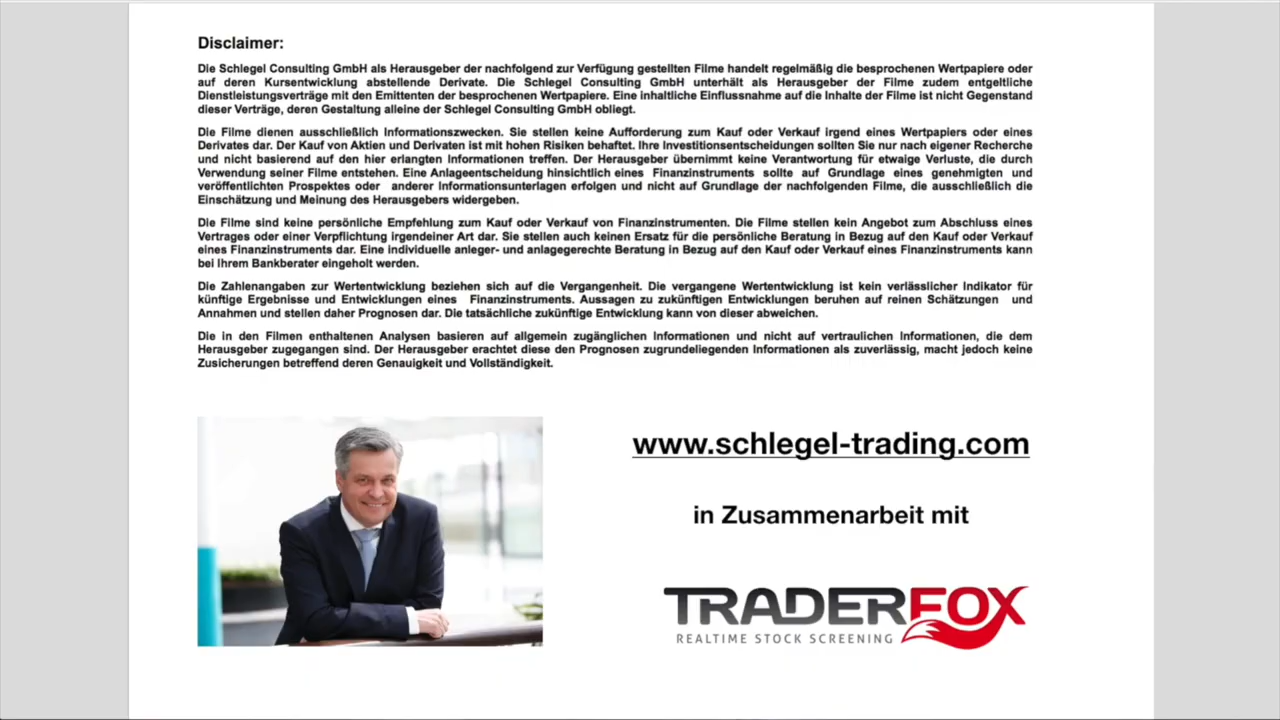 Disclaimer:
Die Schlegel Consulting GmbH als Herausgeber der nachfolgend zur Verfügung gestellten Filme handelt regelmäßig die besprochenen Wertpapiere oder
auf deren Kursentwicklung abstellende Derivate. Die Schlegel Consulting GmbH unterhält als Herausgeber der Filme zudem entgeltliche
Dienstleistungsverträge mit den Emittenten der besprochenen Wertpapiere. Eine inhaltliche Einflussnahme auf die Inhalte der Filme ist nicht Gegenstand
dieser Verträge, deren Gestaltung alleine der Schlegel Consulting GmbH obliegt.
Die Filme dienen ausschließlich Informationszwecken. Sie stellen keine Aufforderung zum Kauf oder Verkauf irgend eines Wertpapiers oder eines
Derivates dar. Der Kauf von Aktien und Derivaten ist mit hohen Risiken behaftet. Ihre Investitionsentscheidungen sollten Sie nur nach eigener Recherche
und nicht basierend auf den hier erlangten Informationen treffen. Der Herausgeber übernimmt keine Verantwortung für etwaige Verluste, die durch
Verwendung seiner Filme entstehen. Eine Anlageentscheidung hinsichtlich eines Finanzinstruments sollte auf Grundlage eines genehmigten und
veröffentlichten Prospektes oder anderer Informationsunterlagen erfolgen und nicht auf Grundlage der nachfolgenden Filme, die ausschließlich die
Einschätzung und Meinung des Herausgebers widergeben.
Die Filme sind keine persönliche Empfehlung zum Kauf oder Verkauf von Finanzinstrumenten. Die Filme stellen kein Angebot zum Abschluss eines
Vertrages oder einer Verpflichtung irgendeiner Art dar. Sie stellen auch keinen Ersatz für die persönliche Beratung in Bezug auf den Kauf oder Verkauf
eines Finanzinstruments dar. Eine individuelle anleger- und anlagegerechte Beratung in Bezug auf den Kauf oder Verkauf eines Finanzinstruments kann
bei Ihrem Bankberater eingeholt werden.
Die Zahlenangaben zur Wertentwicklung beziehen sich auf die Vergangenheit. Die vergangene Wertentwicklung ist kein verlässlicher Indikator für
künftige Ergebnisse und Entwicklungen eines Finanzinstruments. Aussagen zu zukünftigen Entwicklungen beruhen auf reinen Schätzungen und
Annahmen und stellen daher Prognosen dar. Die tatsächliche zukünftige Entwicklung kann von dieser abweichen.
Die in den Filmen enthaltenen Analysen basieren auf allgemein zugänglichen Informationen und nicht auf vertraulichen Informationen, die dem
Herausgeber zugegangen sind. Der Herausgeber erachtet diese den Prognosen zugrundeliegenden Informationen als zuverlässig, macht jedoch keine
Zusicherungen betreffend deren Genauigkeit und Vollständigkeit.
www.schlegel-trading.com
in Zusammenarbeit mit
TRADERFOX
REALTIME STOCK SCREENING